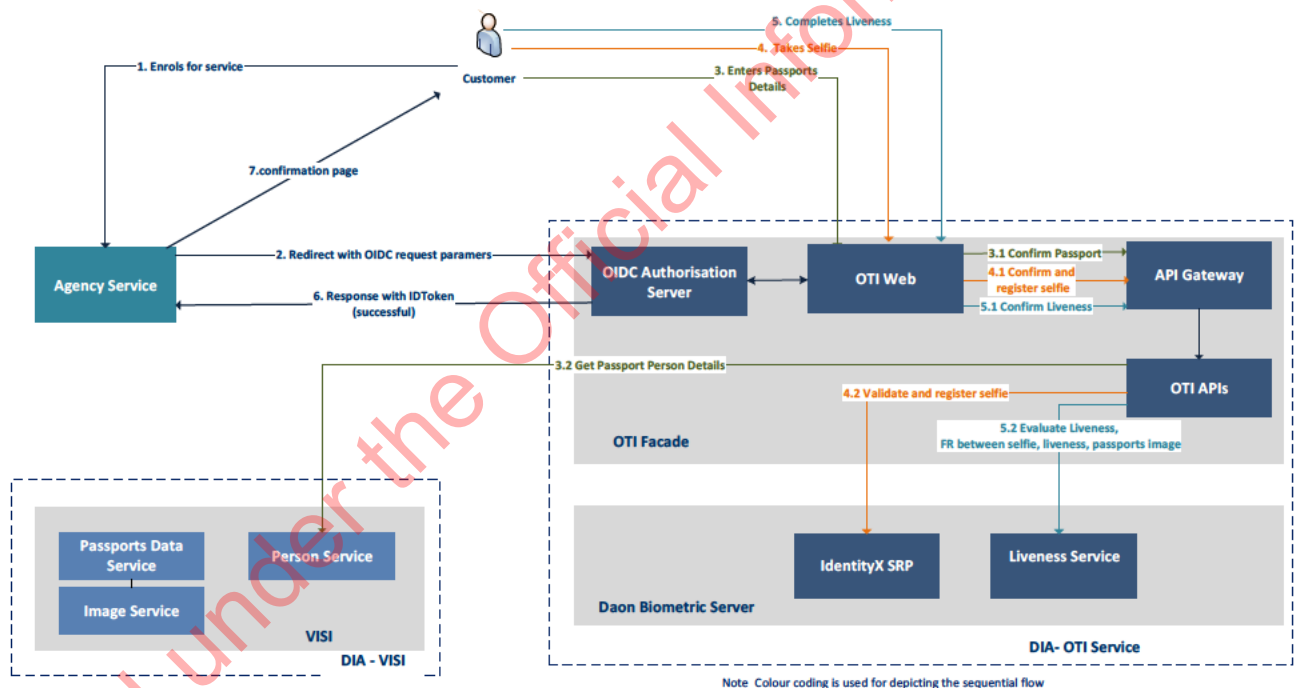 5. Completes Liveness
4. Takes Selfie
1. Enrols for service
Customer
3. Enters Passports
Details
7.confirmation page
Agency Service
2. Redirect with OIDC request paramers
6. Response with IDToken
(successful)
OIDC Authorisation
Server
OTI Web
3.1 Confirm Passport
4.1 Confirm and
register selfie
5.1 Confirm Liveness
API Gateway
3.2 Get Passport Person Details
OTI APIs
4.2 Validate and register selfie
5.2 Evaluate Liveness,
FR between selfie, liveness, passports image
OTI Facade
Passports Data
Service
Image Service
Person Service
VISI
DIA - VISI
IdentityX SRP
Liveness Service
Daon Biometric Server
DIA- OTI Service
Note Colour coding is used for depicting the sequential flow
under the Official Infor